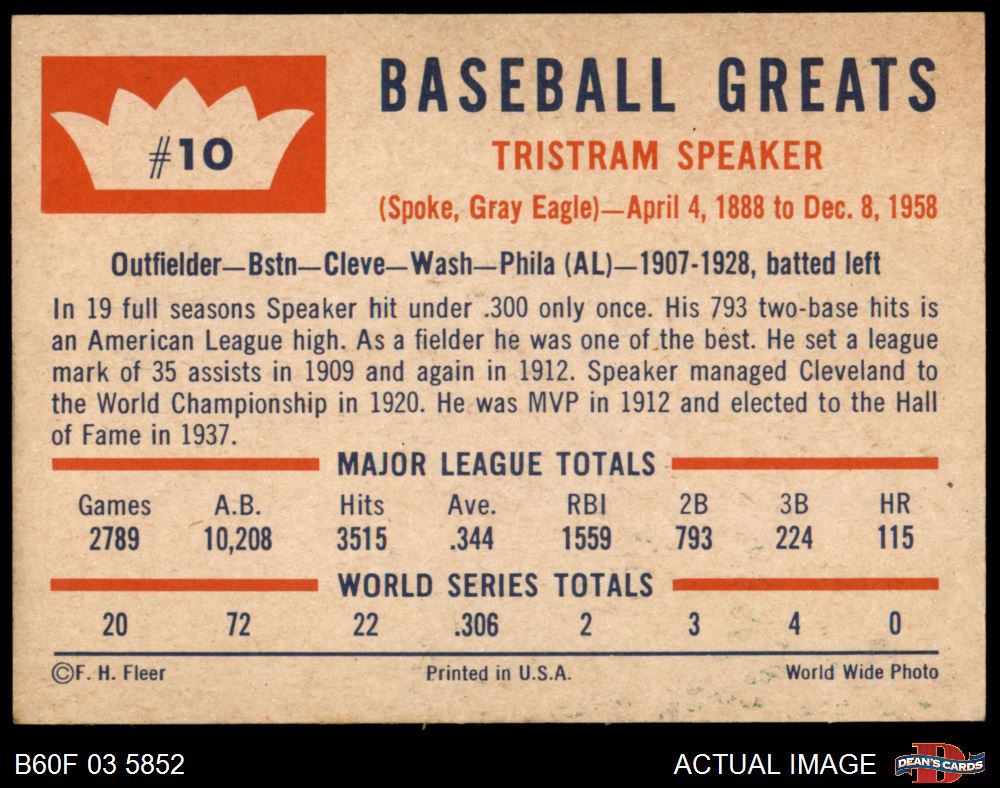 #10
BASEBALL GREATS
TRISTRAM SPEAKER
(Spoke, Gray Eagle)—April 4, 1888 to Dec. 8, 1958
Outfielder—Bstn—Cleve—Wash—Phila (AL)—1907-1928, batted left
In 19 full seasons Speaker hit under .300 only once. His 793 two-base hits is
an American League high. As a fielder he was one of the best. He set a league
mark of 35 assists in 1909 and again in 1912. Speaker managed Cleveland to
the World Championship in 1920. He was MVP in 1912 and elected to the Hall
of Fame in 1937.
MAJOR LEAGUE TOTALS
Games A.B. Hits Ave. RBI 2B 3B HR
2789 10,208 3515 .344 1559 793 224 115
WORLD SERIES TOTALS
20 72 22 .306 2 3 4 0
©F. H. Fleer Printed in U.S.A. World Wide Photo
B60F 03 5852 ACTUAL IMAGE D DEAN'S CARDS